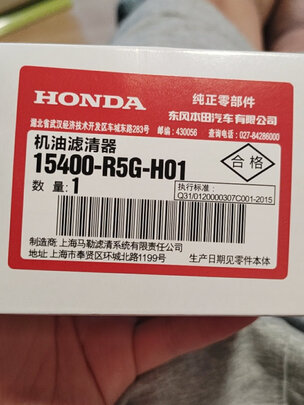 HONDA 纯正零部件
东风本田汽车有限公司
湖北省武汉经济技术开发区车城东路283号 邮编：430056 查询电话：027-84286000
机油滤清器
15400-R5G-H01
数 量：1
合格
执行标准：
Q31/0120000307C001-2015
制造商：上海马勒滤清系统有限责任公司
地址：上海市奉贤区环城北路1199号
生产日期见零件本体